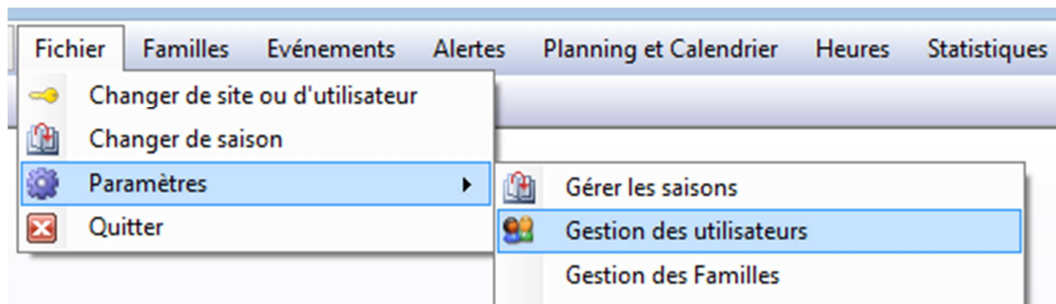 Fichier Familles Evénements Alertes Planning et Calendrier Heures Statistiques
Changer de site ou d'utilisateur
Changer de saison
Paramètres
Quitter
Gérer les saisons
Gestion des utilisateurs
Gestion des Familles